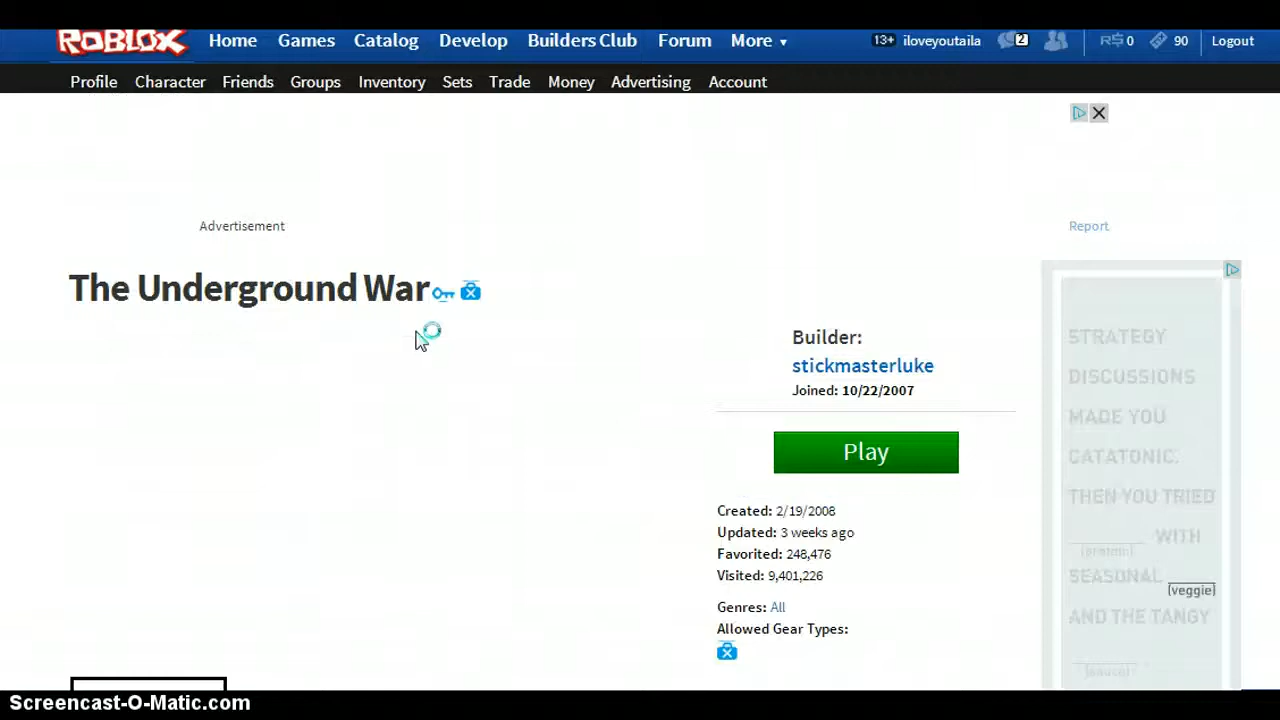 ROBLOX Home Games Catalog Develop Builders Club Forum More 13+ iloveyoutaila 2 R$ 0 90 Logout
Profile Character Friends Groups Inventory Sets Trade Money Advertising Account
Advertisement Report
The Underground War
Builder:
stickmasterluke
Joined: 10/22/2007
Play
Created: 2/19/2008
Updated: 3 weeks ago
Favorited: 248,476
Visited: 9,401,226
Genres: All
Allowed Gear Types:
STRATEGY
DISCUSSIONS
MADE YOU
CATATONIC.
THEN YOU TRIED
WITH
(protein)
SEASONAL
(veggie)
AND THE TANGY
(sauce)
Screencast-O-Matic.com